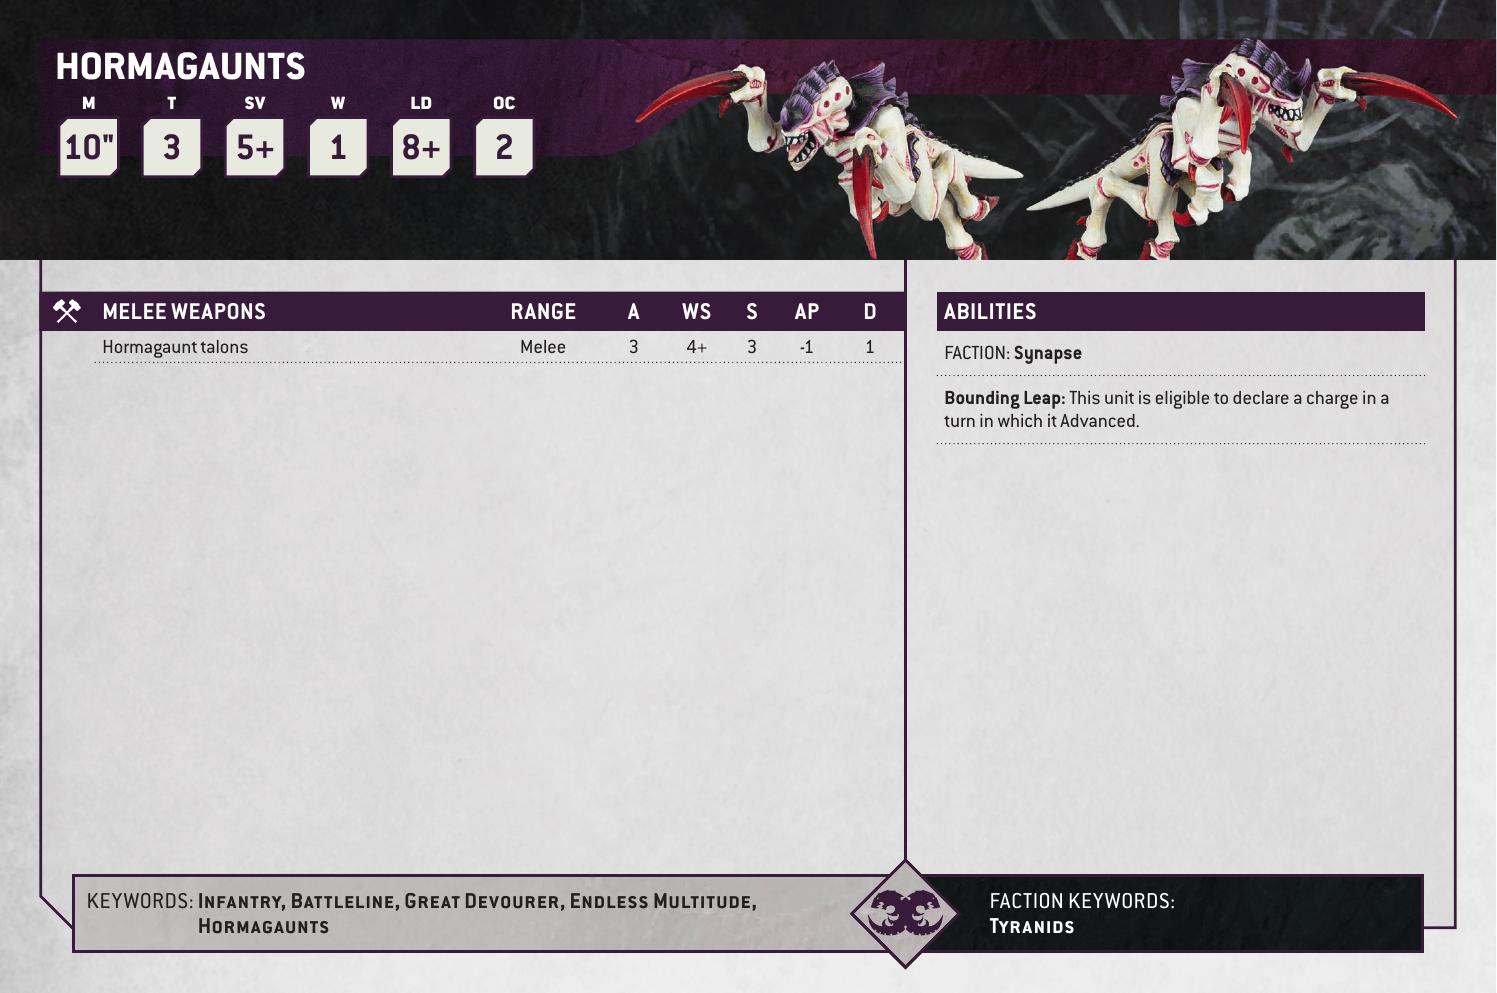 HORMAGAUNTS
M T SV W LD OC
10" 3 5+ 1 8+ 2
MELEE WEAPONS RANGE A WS S AP D
Hormagaunt talons Melee 3 4+ 3 -1 1
ABILITIES
FACTION: Synapse
Bounding Leap: This unit is eligible to declare a charge in a
turn in which it Advanced.
KEYWORDS: Infantry, Battleline, Great Devourer, Endless Multitude,
Hormagaunts
FACTION KEYWORDS:
Tyranids